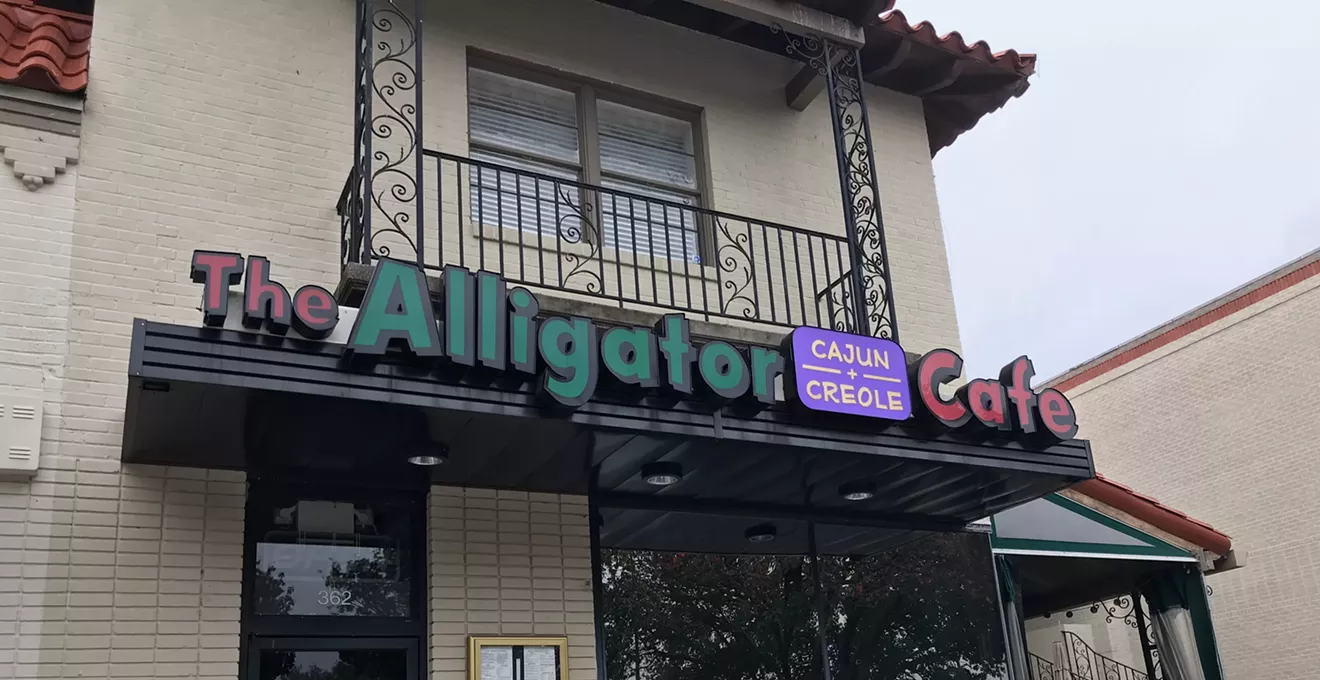 The Alligator Cafe
CAJUN
+
CREOLE
362